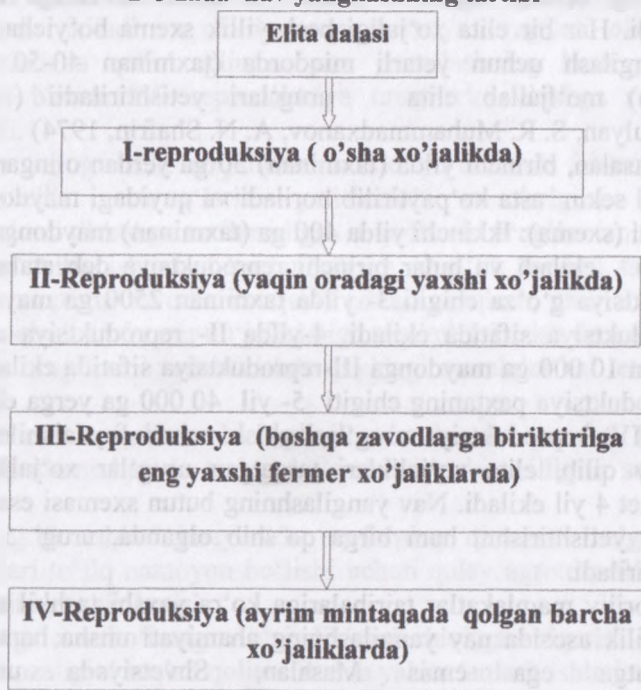 Elita dalasi
I-reproduksiya ( o'sha xo'jalikda)
II-Reproduksiya (yaqin oradagi yaxshi xo'jalikda)
III-Reproduksiya (boshqa zavodlarga biriktirilga
eng yaxshi fermer xo'jaliklarda)
IV-Reproduksiya (ayrim mintaqada qolgan barcha
xo'jaliklarda)